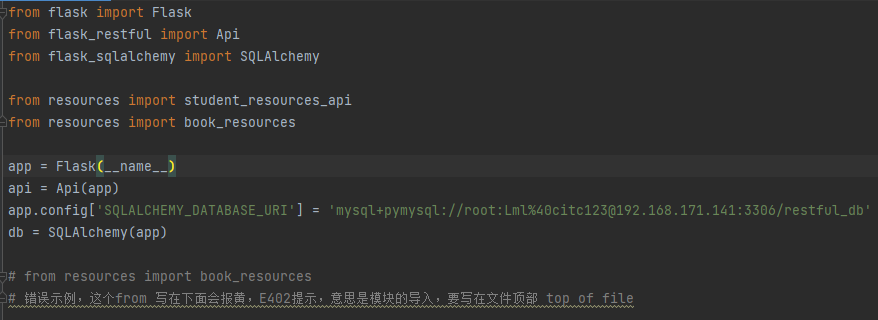 from flask import Flask
from flask_restful import Api
from flask_sqlalchemy import SQLAlchemy
from resources import student_resources_api
from resources import book_resources
app = Flask(__name__)
api = Api(app)
app.config['SQLALCHEMY_DATABASE_URI'] = 'mysql+pymysql://root:Lml%40citc123@192.168.171.141:3306/restful_db'
db = SQLAlchemy(app)
# from resources import book_resources
# 错误示例，这个from 写在下面会报黄，E402提示，意思是模块的导入，要写在文件顶部 top of file